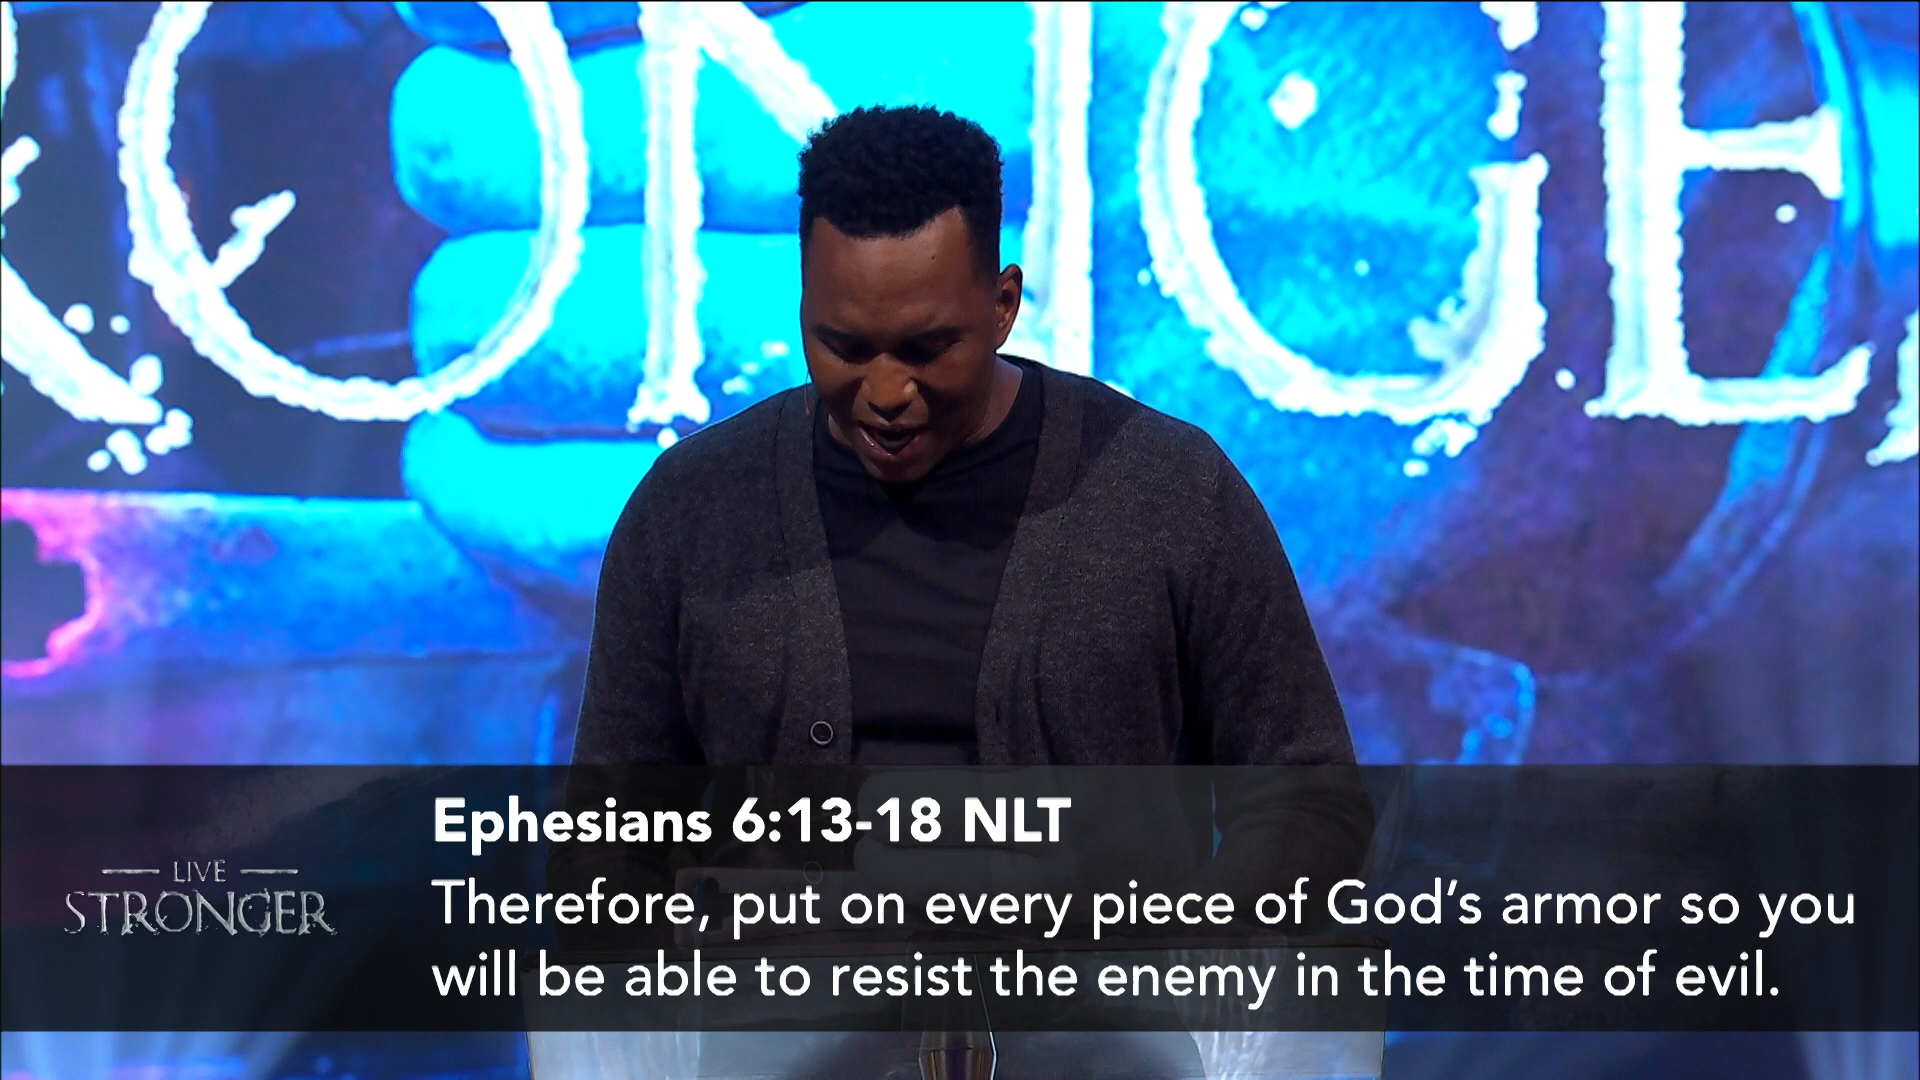 RONGER
Ephesians 6:13-18 NLT
LIVE
STRONGER
Therefore, put on every piece of God’s armor so you
will be able to resist the enemy in the time of evil.